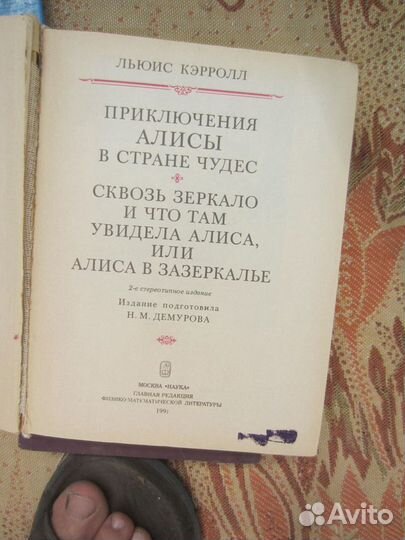 ЛЬЮИС КЭРРОЛЛ
ПРИКЛЮЧЕНИЯ
АЛИСЫ
В СТРАНЕ ЧУДЕС
СКВОЗЬ ЗЕРКАЛО
И ЧТО ТАМ
УВИДЕЛА АЛИСА,
ИЛИ
АЛИСА В ЗАЗЕРКАЛЬЕ
2-е стереотипное издание
Издание подготовила
Н. М. ДЕМУРОВА
МОСКВА «НАУКА»
ГЛАВНАЯ РЕДАКЦИЯ
ФИЗИКО-МАТЕМАТИЧЕСКОЙ ЛИТЕРАТУРЫ
1991
Avito